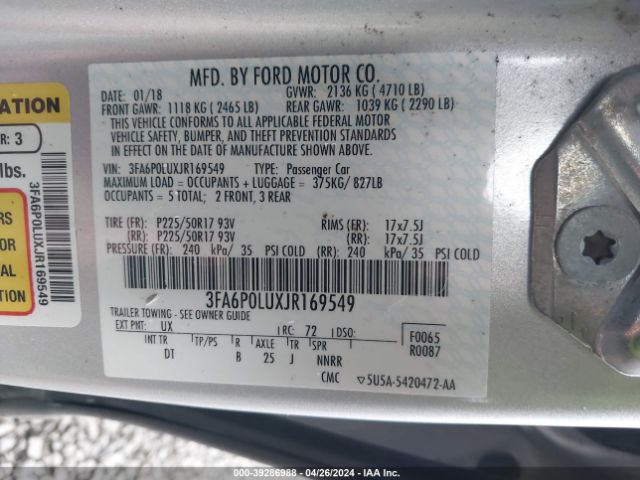 MFD. BY FORD MOTOR CO.
DATE: 01/18 GVWR: 2136 KG ( 4710 LB)
FRONT GAWR: 1118 KG ( 2465 LB) REAR GAWR: 1039 KG ( 2290 LB)
THIS VEHICLE CONFORMS TO ALL APPLICABLE FEDERAL MOTOR
VEHICLE SAFETY, BUMPER, AND THEFT PREVENTION STANDARDS
IN EFFECT ON THE DATE OF MANUFACTURE SHOWN ABOVE.
VIN: 3FA6P0LUXJR169549 TYPE: Passenger Car
MAXIMUM LOAD = OCCUPANTS + LUGGAGE = 375KG/ 827LB
OCCUPANTS = 5 TOTAL; 2 FRONT, 3 REAR
TIRE (FR): P225/50R17 93V RIMS (FR): 17x7.5J
(RR): P225/50R17 93V (RR): 17x7.5J
PRESSURE (FR): 240 kPa/ 35 PSI COLD (RR): 240 kPa/ 35 PSI COLD
3FA6P0LUXJR169549
TRAILER TOWING - SEE OWNER GUIDE
EXT PNT: UX RC: 72 DSO: F0065
INT TR TP/PS R AXLE TR SPR R0087
DT B 25 J NNRR
CMC ▽5U5A-5420472-AA
ATION
R: 3
lbs.
RS
OR
AL
ION
3FA6P0LUXJR169549
000-39286988 - 04/26/2024 - IAA Inc.